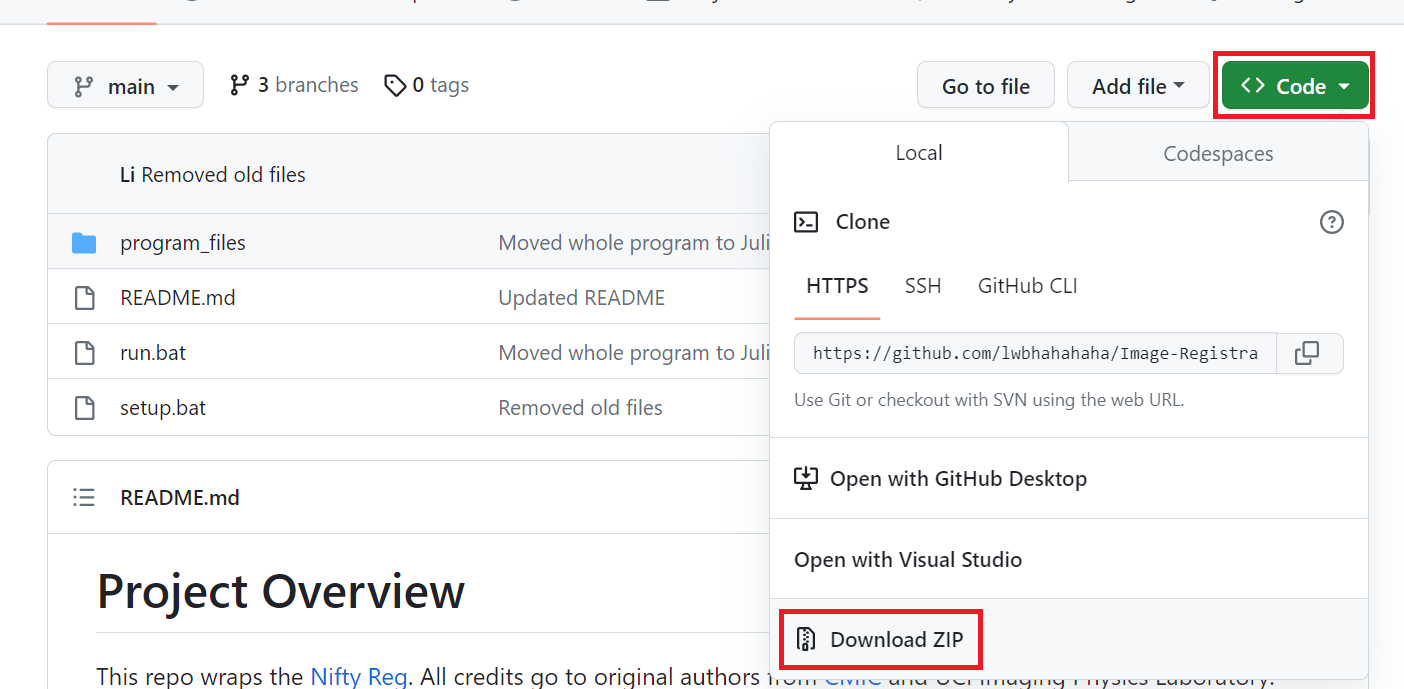 main 3 branches 0 tags Go to file Add file Code
Local Codespaces
Li Removed old files
Clone
program_files Moved whole program to Juli
HTTPS SSH GitHub CLI
README.md Updated README
run.bat Moved whole program to Juli
https://github.com/lwbhahahaha/Image-Registra
setup.bat Removed old files
Use Git or checkout with SVN using the web URL.
Open with GitHub Desktop
README.md
Open with Visual Studio
Project Overview
Download ZIP
This repo wraps the Nifty Reg. All credits go to original authors from CMIC and UCI Imaging Physics Laboratory.